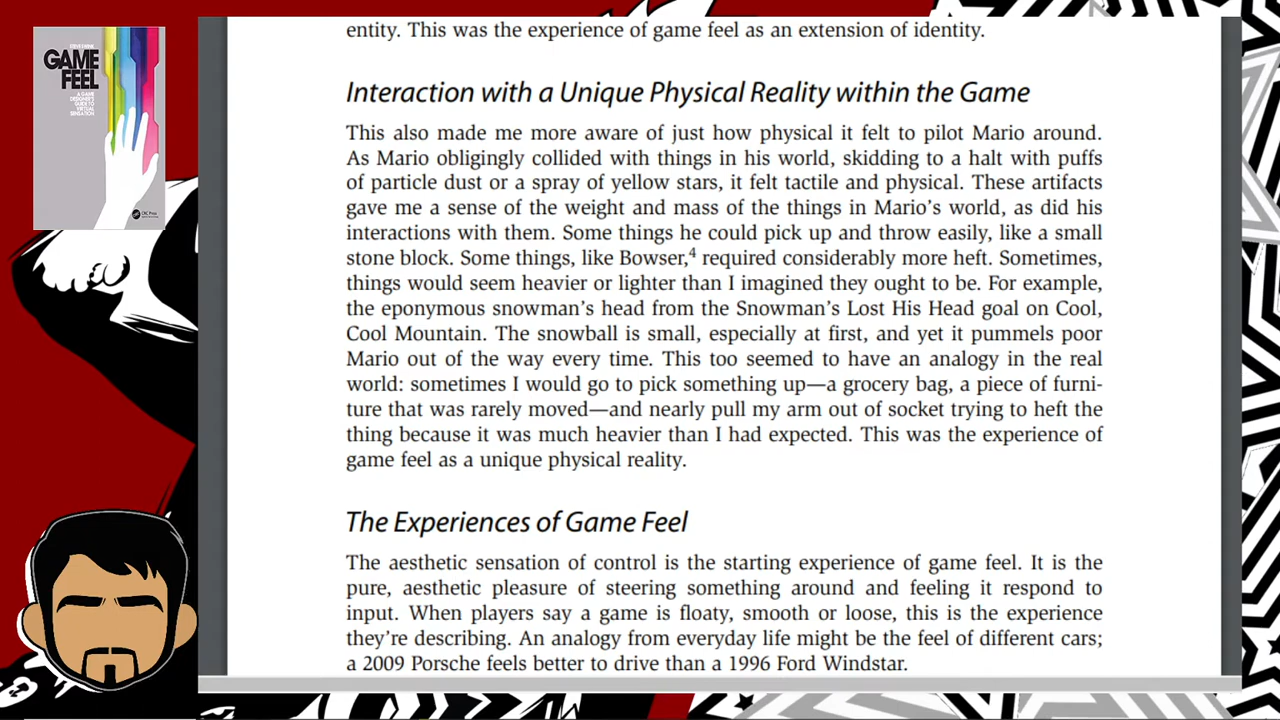 GAME
FEEL
A GAME
DESIGNER'S
GUIDE TO
VIRTUAL
SENSATION
CRC Press
entity. This was the experience of game feel as an extension of identity.
Interaction with a Unique Physical Reality within the Game
This also made me more aware of just how physical it felt to pilot Mario around.
As Mario obligingly collided with things in his world, skidding to a halt with puffs
of particle dust or a spray of yellow stars, it felt tactile and physical. These artifacts
gave me a sense of the weight and mass of the things in Mario's world, as did his
interactions with them. Some things he could pick up and throw easily, like a small
stone block. Some things, like Bowser,⁴ required considerably more heft. Sometimes,
things would seem heavier or lighter than I imagined they ought to be. For example,
the eponymous snowman's head from the Snowman's Lost His Head goal on Cool,
Cool Mountain. The snowball is small, especially at first, and yet it pummels poor
Mario out of the way every time. This too seemed to have an analogy in the real
world: sometimes I would go to pick something up—a grocery bag, a piece of furni-
ture that was rarely moved—and nearly pull my arm out of socket trying to heft the
thing because it was much heavier than I had expected. This was the experience of
game feel as a unique physical reality.
The Experiences of Game Feel
The aesthetic sensation of control is the starting experience of game feel. It is the
pure, aesthetic pleasure of steering something around and feeling it respond to
input. When players say a game is floaty, smooth or loose, this is the experience
they're describing. An analogy from everyday life might be the feel of different cars;
a 2009 Porsche feels better to drive than a 1996 Ford Windstar.